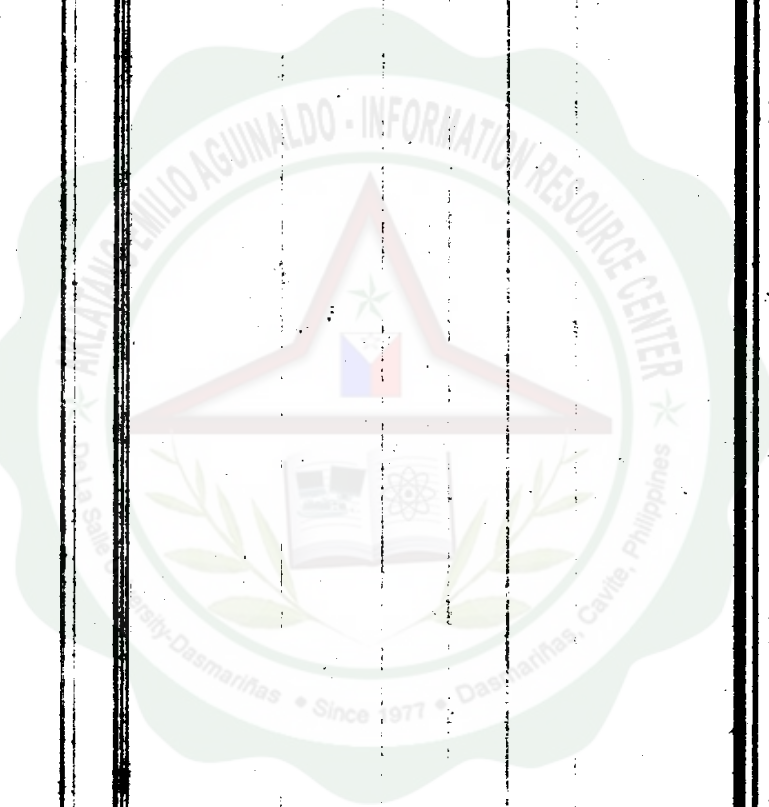 AKLATANG EMILIO AGUINALDO - INFORMATION RESOURCE CENTER
De La Salle University-Dasmariñas • Since 1977 • Dasmariñas, Cavite, Philippines